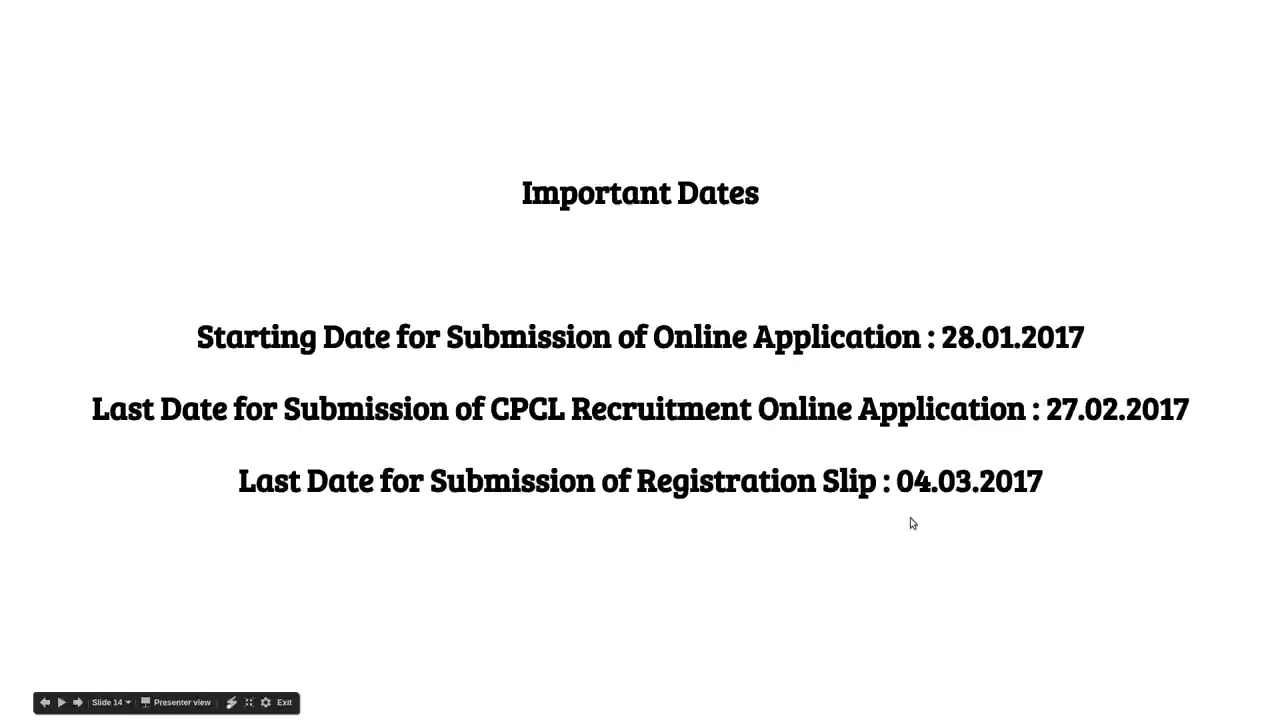 Important Dates
Starting Date for Submission of Online Application : 28.01.2017
Last Date for Submission of CPCL Recruitment Online Application : 27.02.2017
Last Date for Submission of Registration Slip : 04.03.2017
Slide 14 Presenter view Exit